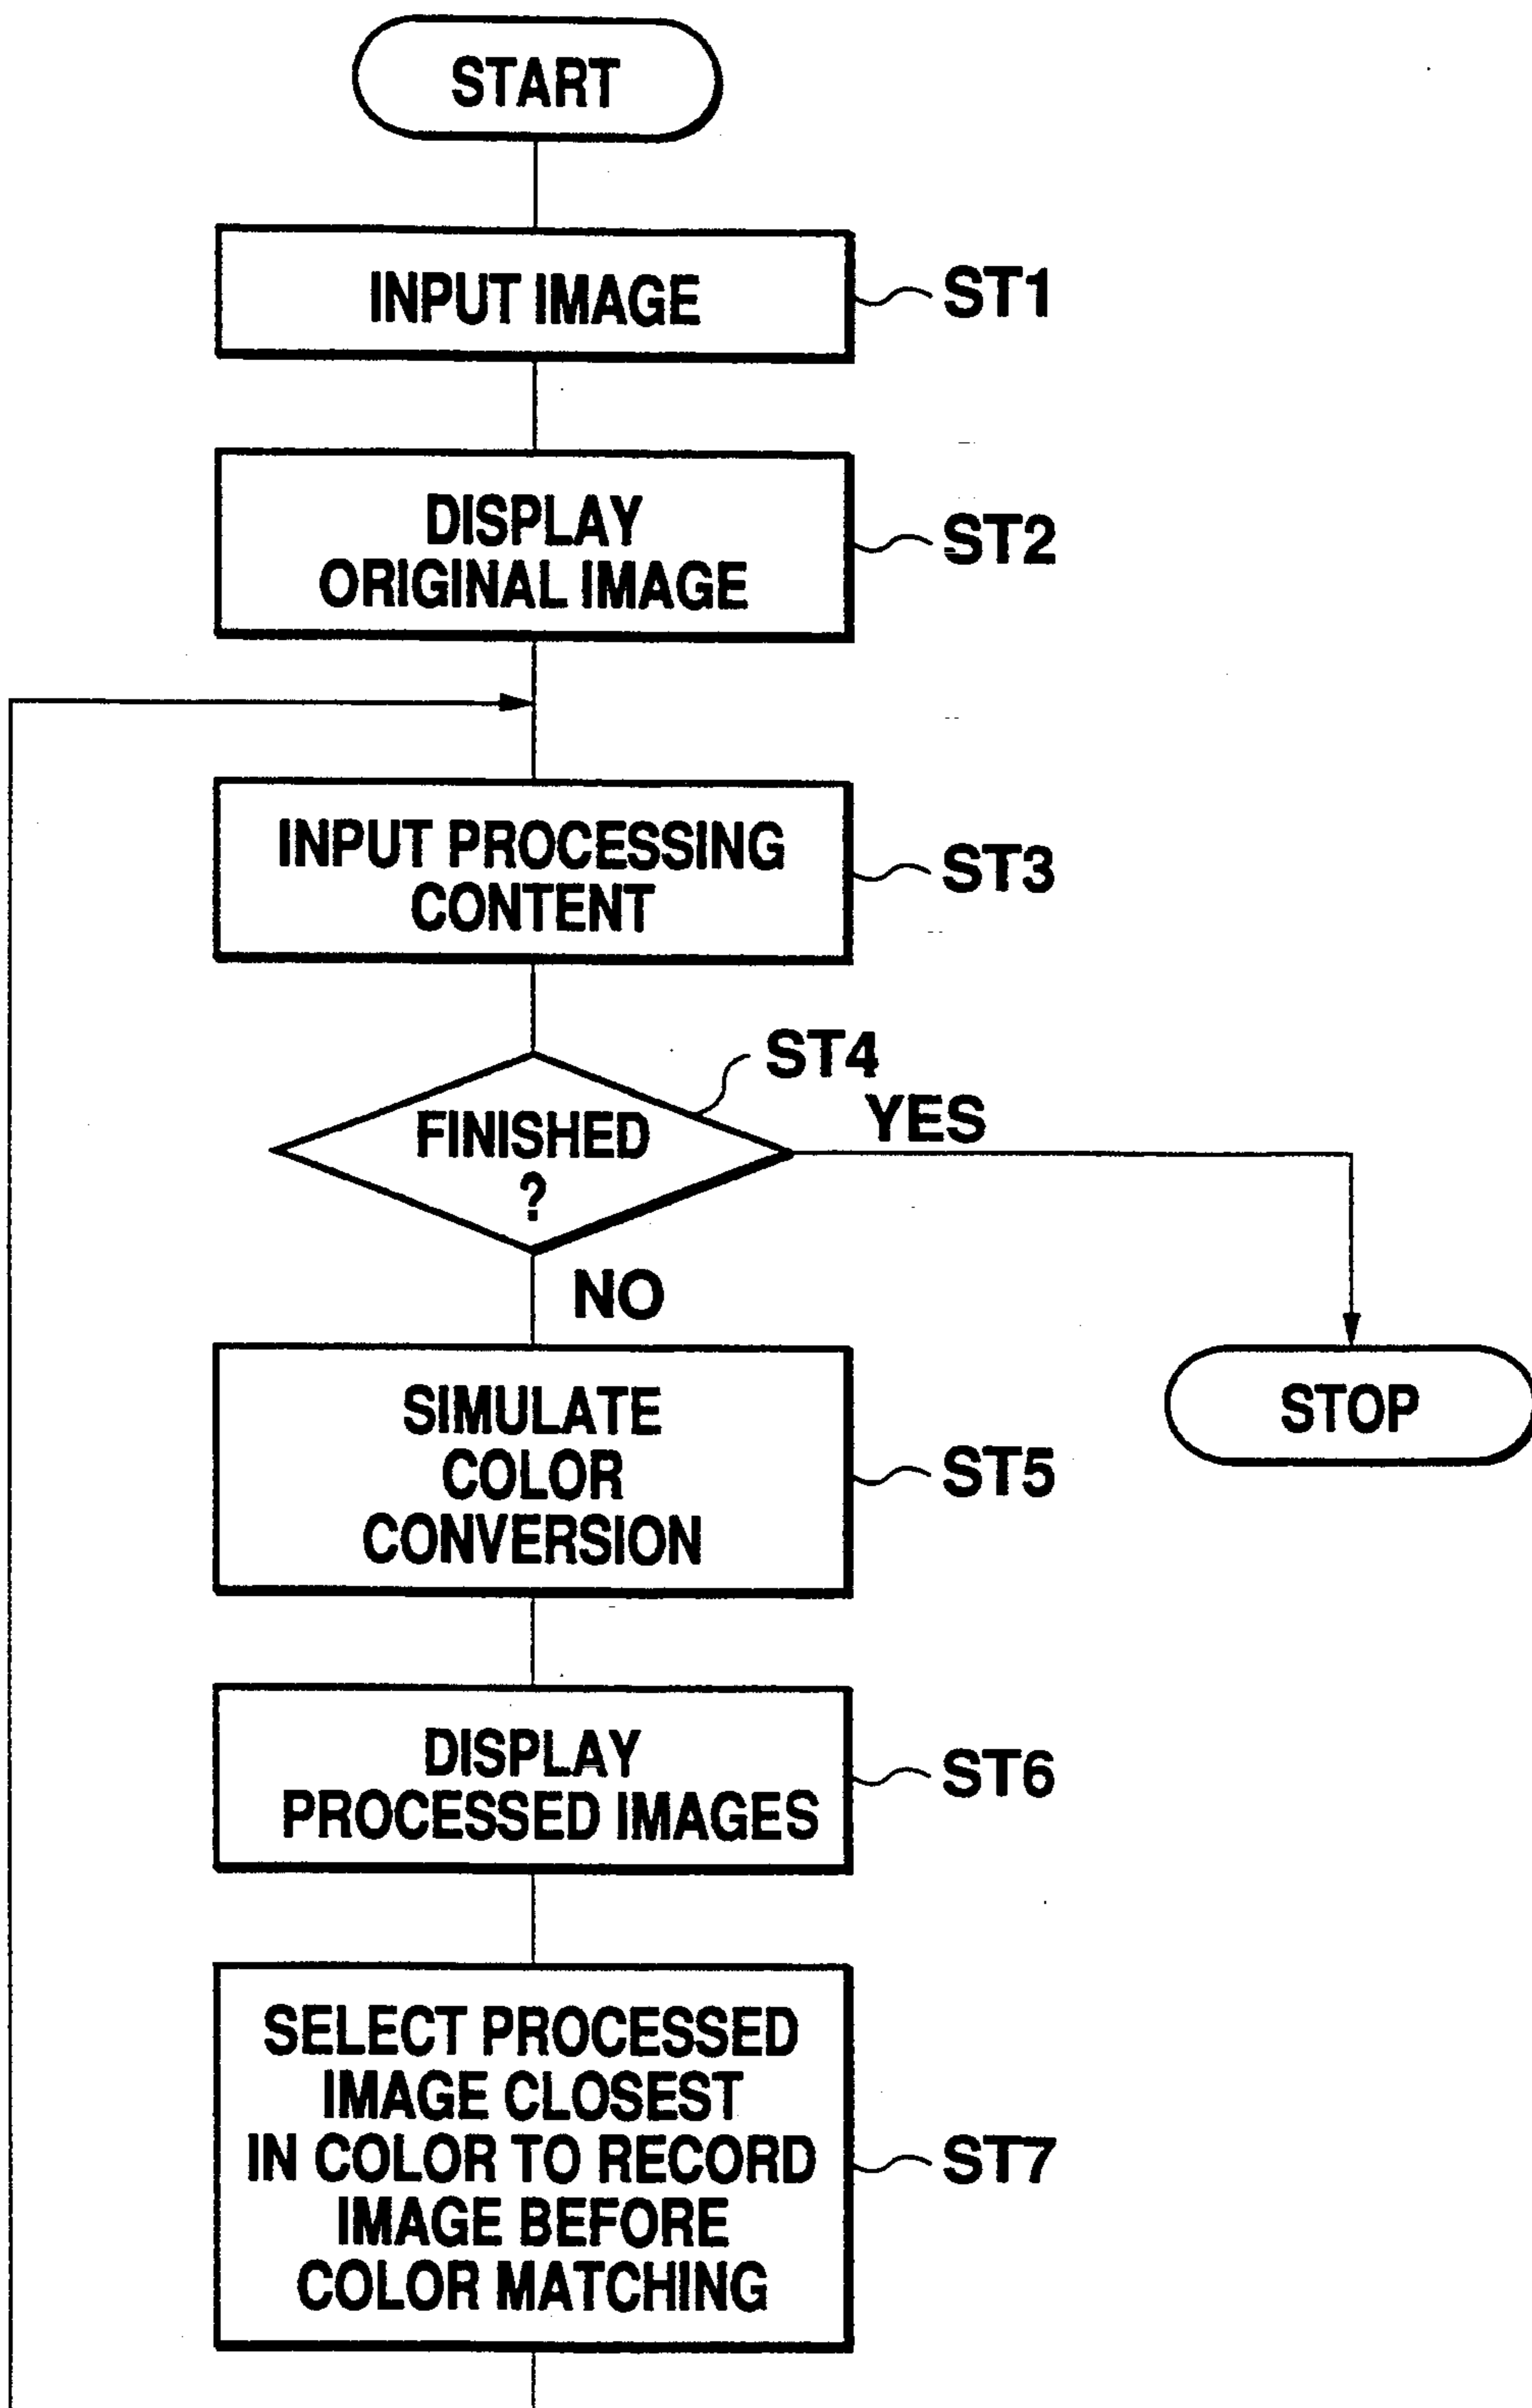 START
INPUT IMAGE
ST1
DISPLAY
ORIGINAL IMAGE
ST2
INPUT PROCESSING
CONTENT
ST3
ST4
FINISHED
?
YES
NO
SIMULATE
COLOR
CONVERSION
ST5
STOP
DISPLAY
PROCESSED IMAGES
ST6
SELECT PROCESSED
IMAGE CLOSEST
IN COLOR TO RECORD
IMAGE BEFORE
COLOR MATCHING
ST7